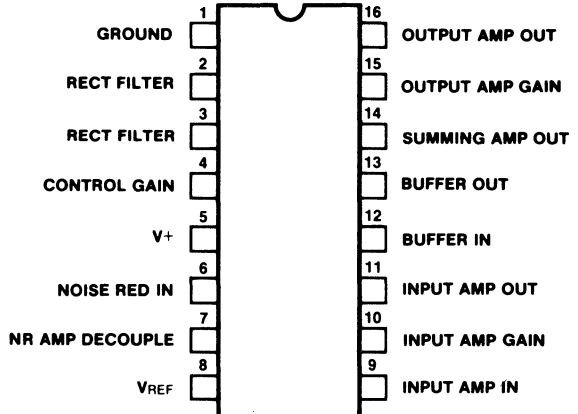 1 16
GROUND OUTPUT AMP OUT
2 15
RECT FILTER OUTPUT AMP GAIN
3 14
RECT FILTER SUMMING AMP OUT
4 13
CONTROL GAIN BUFFER OUT
5 12
V+ BUFFER IN
6 11
NOISE RED IN INPUT AMP OUT
7 10
NR AMP DECOUPLE INPUT AMP GAIN
8 9
VREF INPUT AMP IN